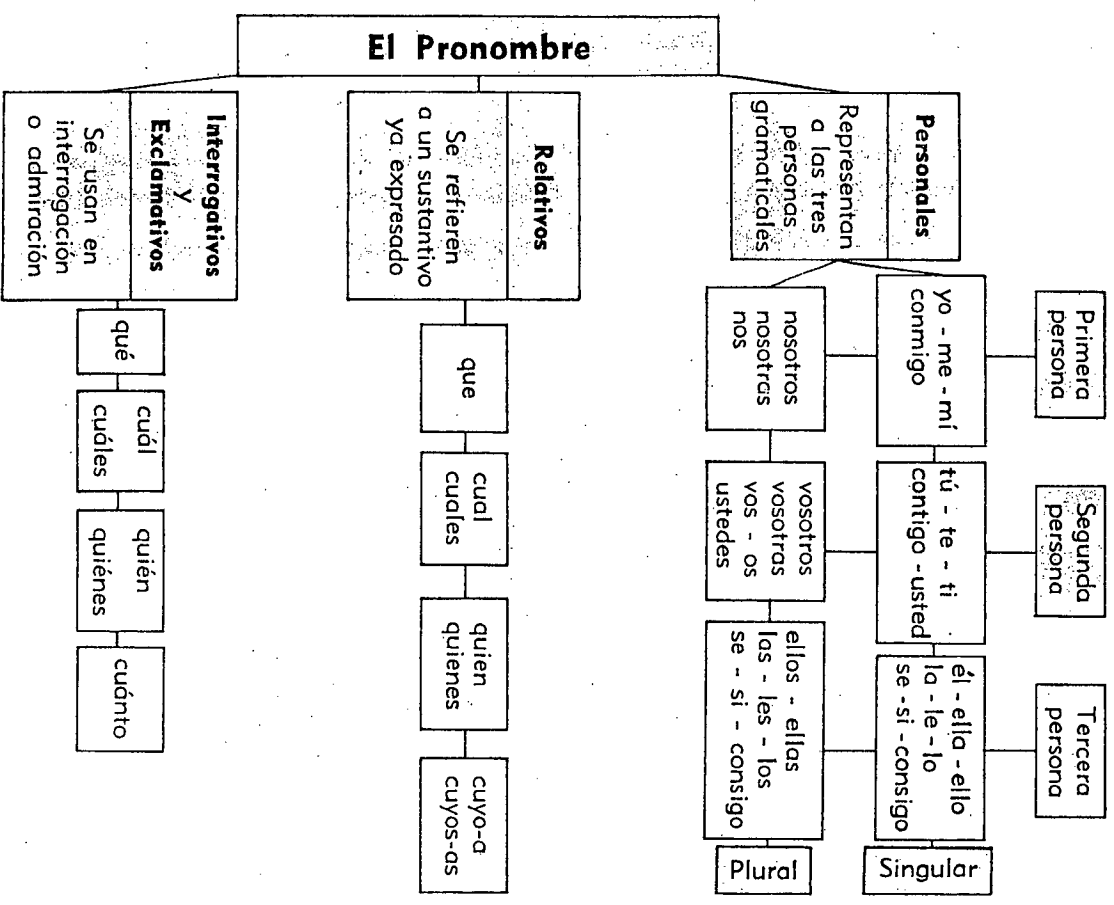 El Pronombre
Personales
Representan
a las tres
personas
gramaticales
Primera
persona
Segunda
persona
Tercera
persona
yo - me - mí
conmigo
tú - te - ti
contigo - usted
él - ella - ello
la - le - lo
se - si - consigo
Singular
nosotros
nosotras
nos
vosotros
vosotras
vos - os
ustedes
ellos - ellas
las - les - los
se - si - consigo
Plural
Relativos
Se refieren
a un sustantivo
ya expresado
que
cual
cuales
quien
quienes
cuyo-a
cuyos-as
Interrogativos
y
Exclamativos
Se usan en
interrogación
o admiración
qué
cuál
cuáles
quién
quiénes
cuánto